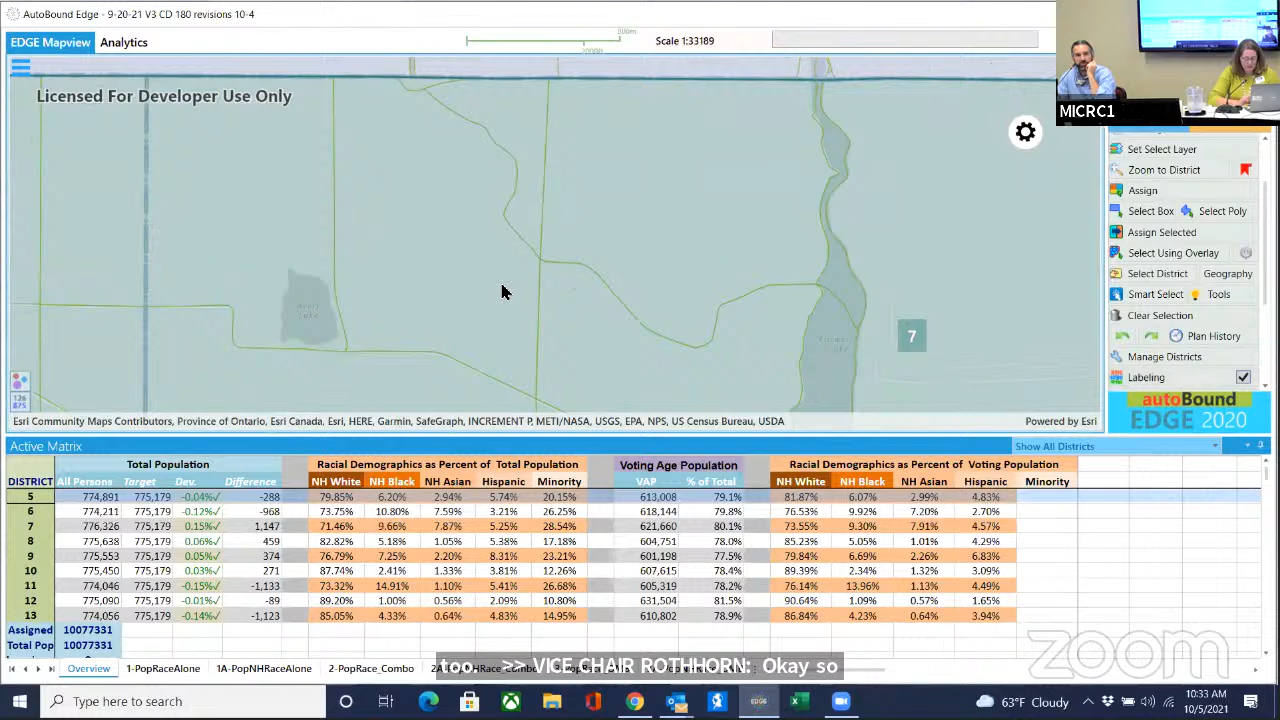 AutoBound Edge - 9-20-21 V3 CD 180 revisions 10-4
EDGE Mapview Analytics
800m
Scale 1:33189
Licensed For Developer Use Only
7
Esri Community Maps Contributors, Province of Ontario, Esri Canada, Esri, HERE, Garmin, SafeGraph, INCREMENT P, METI/NASA, USGS, EPA, NPS, US Census Bureau, USDA
Powered by Esri
MICRC1
Set Select Layer
Zoom to District
Assign
Select Box Select Poly
Assign Selected
Select Using Overlay
Select District Geography
Smart Select Tools
Clear Selection
Plan History
Manage Districts
Labeling
autoBound
EDGE 2020
Active Matrix Show All Districts
Total Population Racial Demographics as Percent of Total Population Voting Age Population Racial Demographics as Percent of Voting Population
DISTRICT All Persons Target Dev. Difference NH White NH Black NH Asian Hispanic Minority VAP % of Total NH White NH Black NH Asian Hispanic Minority
5 774,891 775,179 -0.04%✓ -288 79.85% 6.20% 2.94% 5.74% 20.15% 613,008 79.1% 81.87% 6.07% 2.99% 4.83%
6 774,211 775,179 -0.12%✓ -968 73.75% 10.80% 7.59% 3.21% 26.25% 618,144 79.8% 76.53% 9.92% 7.20% 2.70%
7 776,326 775,179 0.15%✓ 1,147 71.46% 9.66% 7.87% 5.25% 28.54% 621,660 80.1% 73.55% 9.30% 7.91% 4.57%
8 775,638 775,179 0.06%✓ 459 82.82% 5.18% 1.05% 5.38% 17.18% 604,751 78.0% 85.23% 5.05% 1.01% 4.29%
9 775,553 775,179 0.05%✓ 374 76.79% 7.25% 2.20% 8.31% 23.21% 601,198 77.5% 79.84% 6.69% 2.26% 6.83%
10 775,450 775,179 0.03%✓ 271 87.74% 2.41% 1.33% 3.81% 12.26% 607,615 78.4% 89.39% 2.34% 1.32% 3.09%
11 774,046 775,179 -0.15%✓ -1,133 73.32% 14.91% 1.10% 5.41% 26.68% 605,319 78.2% 76.14% 13.96% 1.13% 4.49%
12 775,090 775,179 -0.01%✓ -89 89.20% 1.00% 0.56% 2.09% 10.80% 631,504 81.5% 90.64% 1.09% 0.57% 1.65%
13 774,056 775,179 -0.14%✓ -1,123 85.05% 4.33% 0.64% 4.83% 14.95% 610,802 78.9% 86.84% 4.23% 0.64% 3.94%
Assigned 10077331
Total Pop 10077331
zoom
Overview 1-PopRaceAlone 1A-PopNHRaceAlone 2-PopRace_Combo
too. >> VICE CHAIR ROTHHORN: Okay so
Type here to search
63°F Cloudy
10:33 AM
10/5/2021